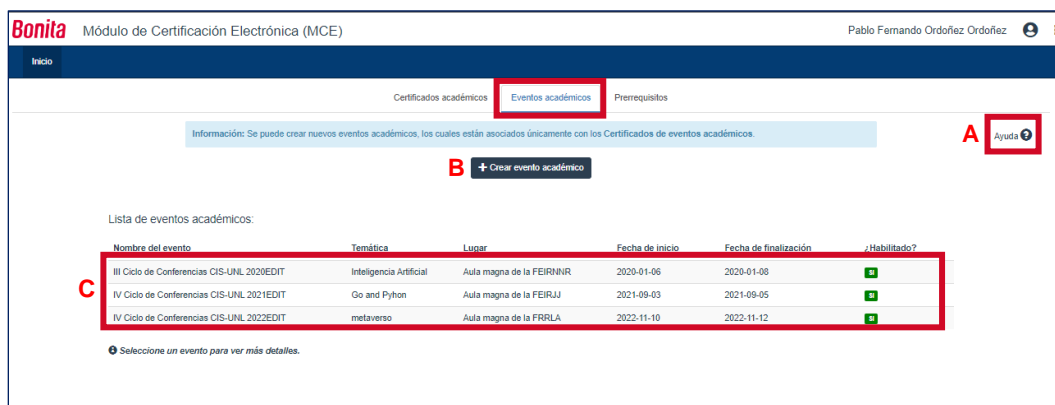 Bonita Módulo de Certificación Electrónica (MCE) Pablo Fernando Ordoñez Ordoñez
Inicio
Certificados académicos Eventos académicos Prerrequisitos
Información: Se puede crear nuevos eventos académicos, los cuales están asociados únicamente con los Certificados de eventos académicos.
A Ayuda
B + Crear evento académico
Lista de eventos académicos:
Nombre del evento Temática Lugar Fecha de inicio Fecha de finalización ¿Habilitado?
C
III Ciclo de Conferencias CIS-UNL 2020EDIT Inteligencia Artificial Aula magna de la FEIRNNR 2020-01-06 2020-01-08 SI
IV Ciclo de Conferencias CIS-UNL 2021EDIT Go and Pyhon Aula magna de la FEIRJJ 2021-09-03 2021-09-05 SI
IV Ciclo de Conferencias CIS-UNL 2022EDIT metaverso Aula magna de la FRRLA 2022-11-10 2022-11-12 SI
Seleccione un evento para ver más detalles.